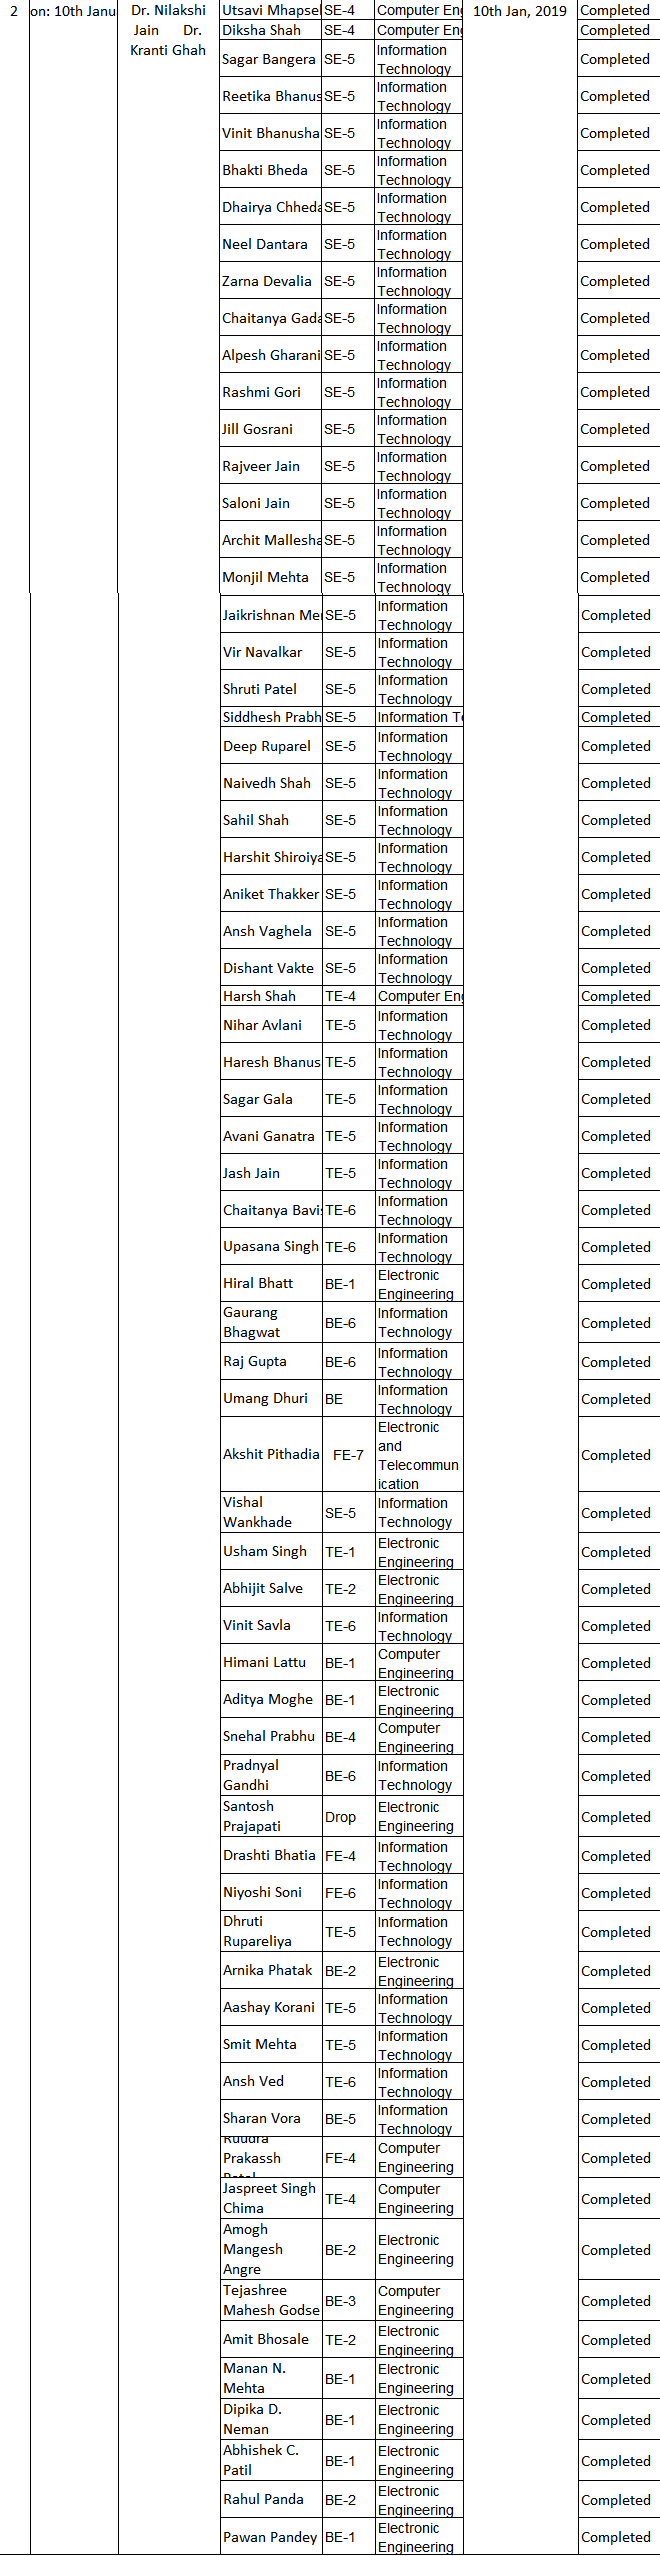 2 on: 10th Janu Dr. Nilakshi Jain Dr. Kranti Ghah Utsavi Mhapsel SE-4 Computer Eng 10th Jan, 2019 Completed
Diksha Shah SE-4 Computer Eng Completed
Sagar Bangera SE-5 Information Technology Completed
Reetika Bhanus SE-5 Information Technology Completed
Vinit Bhanusha SE-5 Information Technology Completed
Bhakti Bheda SE-5 Information Technology Completed
Dhairya Chheda SE-5 Information Technology Completed
Neel Dantara SE-5 Information Technology Completed
Zarna Devalia SE-5 Information Technology Completed
Chaitanya Gada SE-5 Information Technology Completed
Alpesh Gharani SE-5 Information Technology Completed
Rashmi Gori SE-5 Information Technology Completed
Jill Gosrani SE-5 Information Technology Completed
Rajveer Jain SE-5 Information Technology Completed
Saloni Jain SE-5 Information Technology Completed
Archit Mallesha SE-5 Information Technology Completed
Monjil Mehta SE-5 Information Technology Completed
Jaikrishnan Me SE-5 Information Technology Completed
Vir Navalkar SE-5 Information Technology Completed
Shruti Patel SE-5 Information Technology Completed
Siddhesh Prabh SE-5 Information Te Completed
Deep Ruparel SE-5 Information Technology Completed
Naivedh Shah SE-5 Information Technology Completed
Sahil Shah SE-5 Information Technology Completed
Harshit Shiroiya SE-5 Information Technology Completed
Aniket Thakker SE-5 Information Technology Completed
Ansh Vaghela SE-5 Information Technology Completed
Dishant Vakte SE-5 Information Technology Completed
Harsh Shah TE-4 Computer Eng Completed
Nihar Avlani TE-5 Information Technology Completed
Haresh Bhanus TE-5 Information Technology Completed
Sagar Gala TE-5 Information Technology Completed
Avani Ganatra TE-5 Information Technology Completed
Jash Jain TE-5 Information Technology Completed
Chaitanya Bavi TE-6 Information Technology Completed
Upasana Singh TE-6 Information Technology Completed
Hiral Bhatt BE-1 Electronic Engineering Completed
Gaurang Bhagwat BE-6 Information Technology Completed
Raj Gupta BE-6 Information Technology Completed
Umang Dhuri BE Information Technology Completed
Akshit Pithadia FE-7 Electronic and Telecommun ication Completed
Vishal Wankhade SE-5 Information Technology Completed
Usham Singh TE-1 Electronic Engineering Completed
Abhijit Salve TE-2 Electronic Engineering Completed
Vinit Savla TE-6 Information Technology Completed
Himani Lattu BE-1 Computer Engineering Completed
Aditya Moghe BE-1 Electronic Engineering Completed
Snehal Prabhu BE-4 Computer Engineering Completed
Pradnyal Gandhi BE-6 Information Technology Completed
Santosh Prajapati Drop Electronic Engineering Completed
Drashti Bhatia FE-4 Information Technology Completed
Niyoshi Soni FE-6 Information Technology Completed
Dhruti Rupareliya TE-5 Information Technology Completed
Arnika Phatak BE-2 Electronic Engineering Completed
Aashay Korani TE-5 Information Technology Completed
Smit Mehta TE-5 Information Technology Completed
Ansh Ved TE-6 Information Technology Completed
Sharan Vora BE-5 Information Technology Completed
Prakassh FE-4 Computer Engineering Completed
Jaspreet Singh Chima TE-4 Computer Engineering Completed
Amogh Mangesh Angre BE-2 Electronic Engineering Completed
Tejashree Mahesh Godse BE-3 Computer Engineering Completed
Amit Bhosale TE-2 Electronic Engineering Completed
Manan N. Mehta BE-1 Electronic Engineering Completed
Dipika D. Neman BE-1 Electronic Engineering Completed
Abhishek C. Patil BE-1 Electronic Engineering Completed
Rahul Panda BE-2 Electronic Engineering Completed
Pawan Pandey BE-1 Electronic Engineering Completed